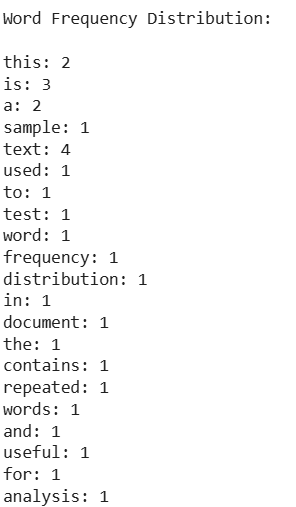 Word Frequency Distribution:
this: 2
is: 3
a: 2
sample: 1
text: 4
used: 1
to: 1
test: 1
word: 1
frequency: 1
distribution: 1
in: 1
document: 1
the: 1
contains: 1
repeated: 1
words: 1
and: 1
useful: 1
for: 1
analysis: 1